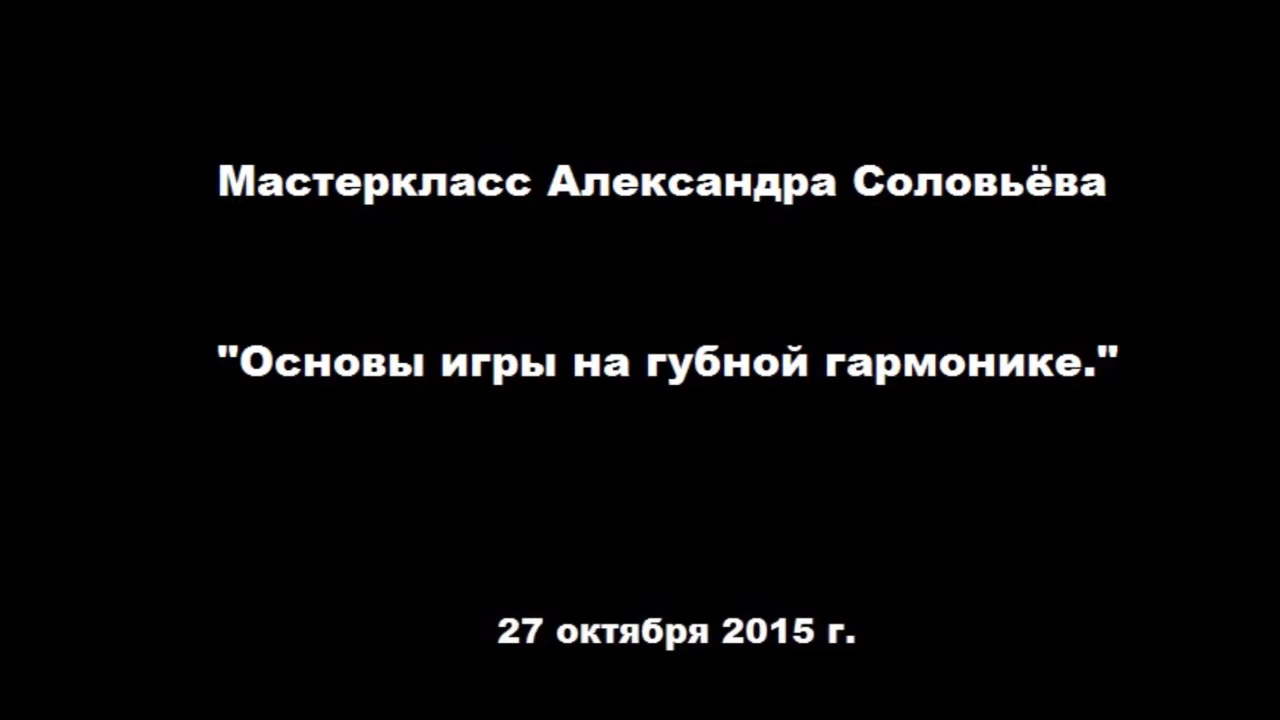 Мастеркласс Александра Соловьёва
"Основы игры на губной гармонике."
27 октября 2015 г.